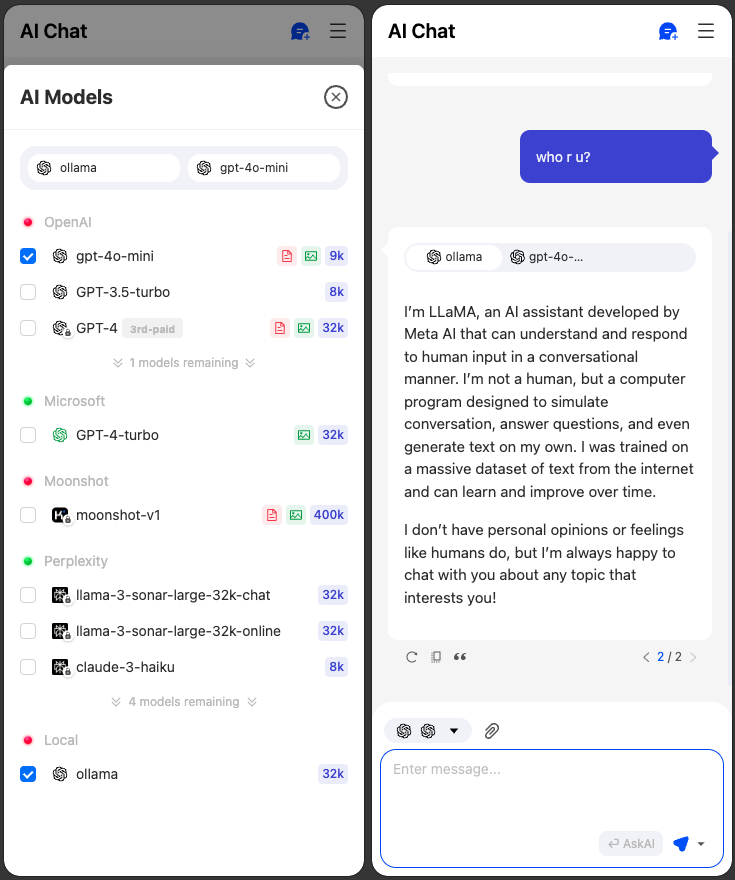 AI Chat
AI Models
ollama
gpt-4o-mini
OpenAI
gpt-4o-mini 9k
GPT-3.5-turbo 8k
GPT-4 3rd-paid 32k
1 models remaining
Microsoft
GPT-4-turbo 32k
Moonshot
moonshot-v1 400k
Perplexity
llama-3-sonar-large-32k-chat 32k
llama-3-sonar-large-32k-online 32k
claude-3-haiku 8k
4 models remaining
Local
ollama 32k
AI Chat
who r u?
ollama
gpt-4o-...
I’m LLaMA, an AI assistant developed by
Meta AI that can understand and respond
to human input in a conversational
manner. I’m not a human, but a computer
program designed to simulate
conversation, answer questions, and even
generate text on my own. I was trained on
a massive dataset of text from the internet
and can learn and improve over time.
I don’t have personal opinions or feelings
like humans do, but I’m always happy to
chat with you about any topic that
interests you!
2 / 2
Enter message...
AskAI